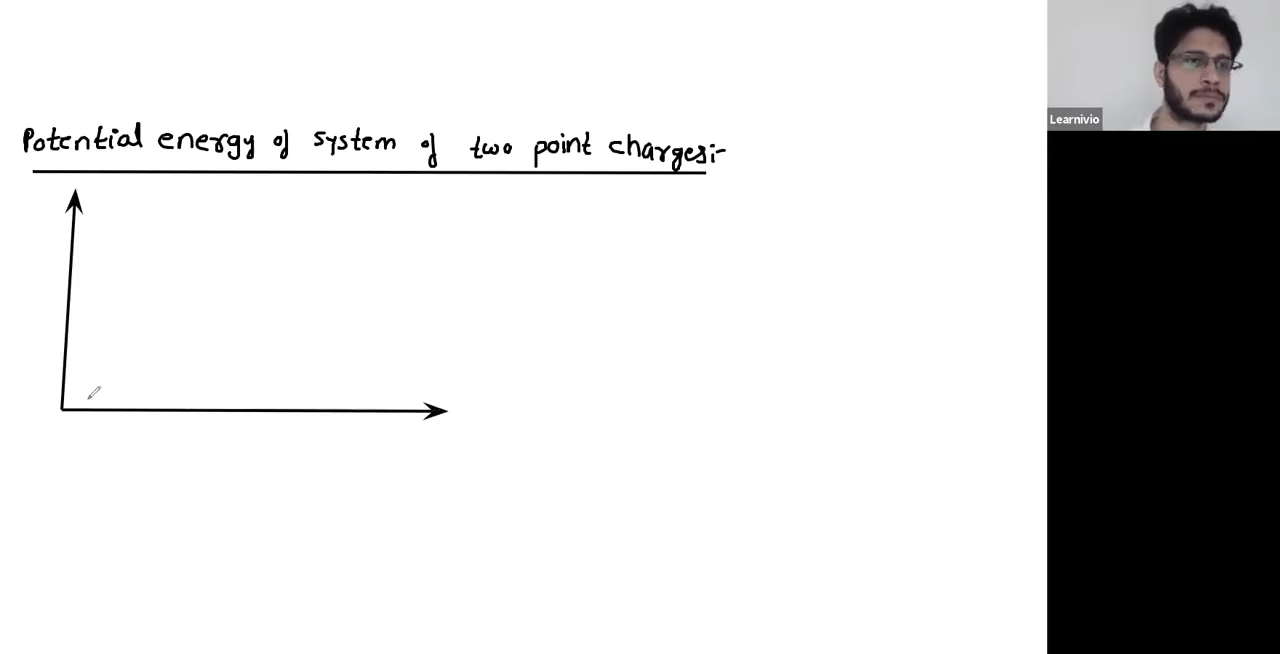 Potential energy of system of two point charges:-
Learnivio